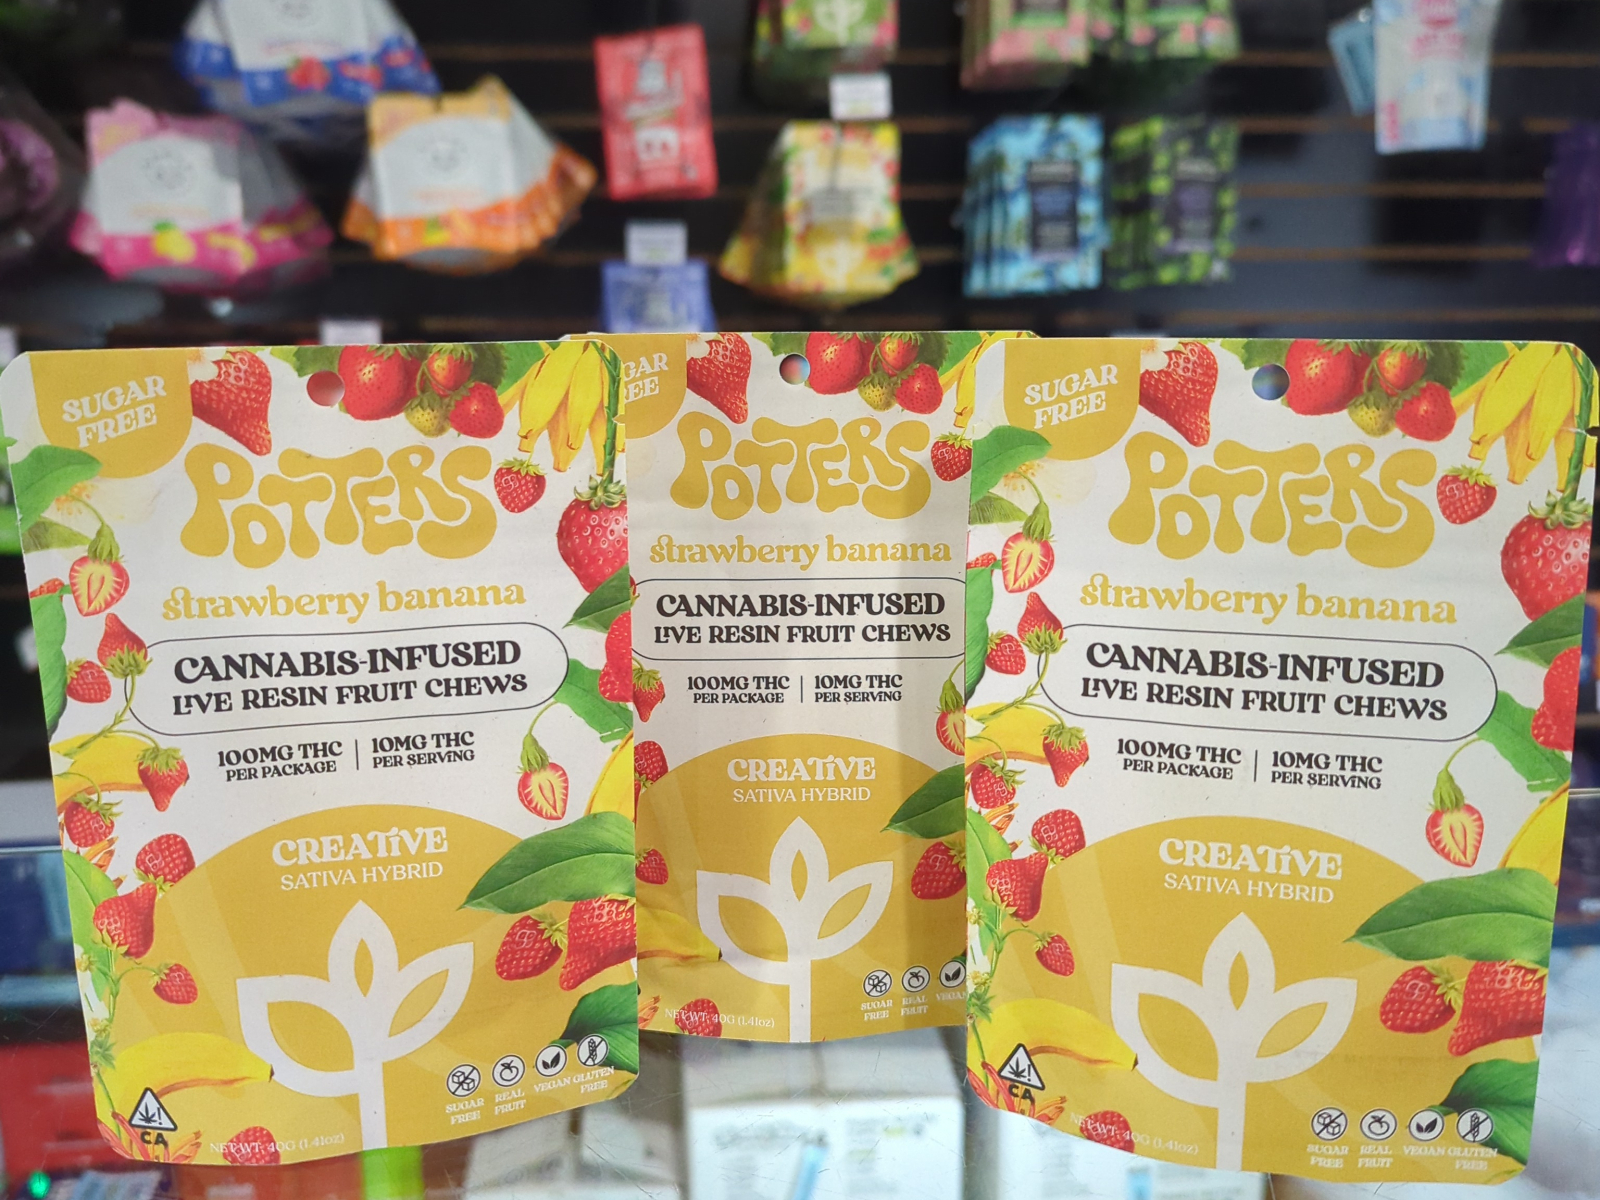 SUGAR
FREE
POTTERS
strawberry banana
CANNABIS-INFUSED
LIVE RESIN FRUIT CHEWS
100MG THC
PER PACKAGE
10MG THC
PER SERVING
CREATIVE
SATIVA HYBRID
SUGAR
FREE
REAL
FRUIT
VEGAN
GLUTEN
FREE
CA
NET WT: 40G (1.41oz)
GAR
EE
POTTERS
strawberry banana
CANNABIS-INFUSED
LIVE RESIN FRUIT CHEWS
100MG THC
PER PACKAGE
10MG THC
PER SERVING
CREATIVE
SATIVA HYBRID
SUGAR
FREE
REAL
FRUIT
VEGAN
NET WT: 40G (1.41oz)
SUGAR
FREE
POTTERS
strawberry banana
CANNABIS-INFUSED
LIVE RESIN FRUIT CHEWS
100MG THC
PER PACKAGE
10MG THC
PER SERVING
CREATIVE
SATIVA HYBRID
CA
NET WT: 40G (1.41oz)
SUGAR
FREE
REAL
FRUIT
VEGAN
GLUTEN
FREE